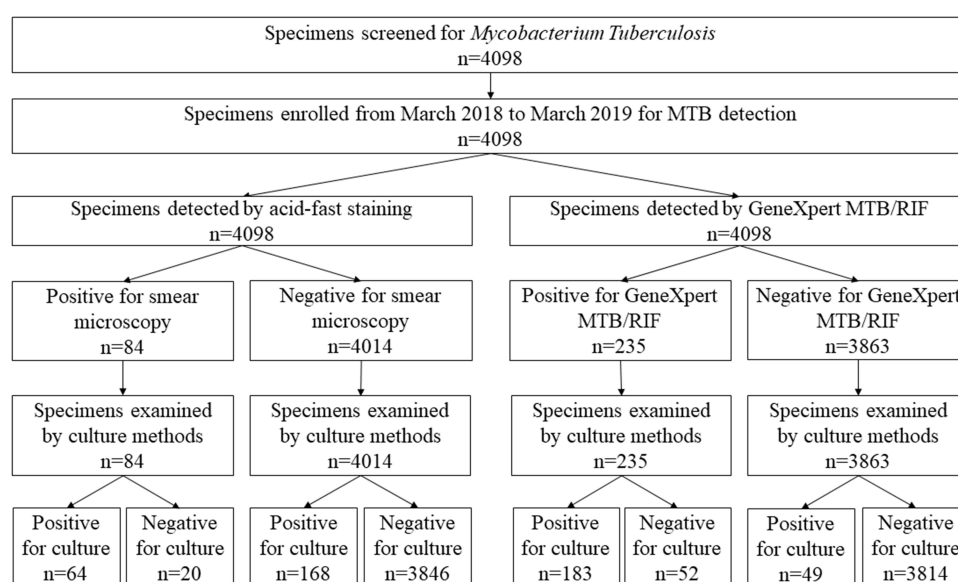 Specimens screened for Mycobacterium Tuberculosis
n=4098
Specimens enrolled from March 2018 to March 2019 for MTB detection
n=4098
Specimens detected by acid-fast staining
n=4098
Specimens detected by GeneXpert MTB/RIF
n=4098
Positive for smear
microscopy
n=84
Negative for smear
microscopy
n=4014
Positive for GeneXpert
MTB/RIF
n=235
Negative for GeneXpert
MTB/RIF
n=3863
Specimens examined
by culture methods
n=84
Specimens examined
by culture methods
n=4014
Specimens examined
by culture methods
n=235
Specimens examined
by culture methods
n=3863
Positive
for culture
n=64
Negative
for culture
n=20
Positive
for culture
n=168
Negative
for culture
n=3846
Positive
for culture
n=183
Negative
for culture
n=52
Positive
for culture
n=49
Negative
for culture
n=3814